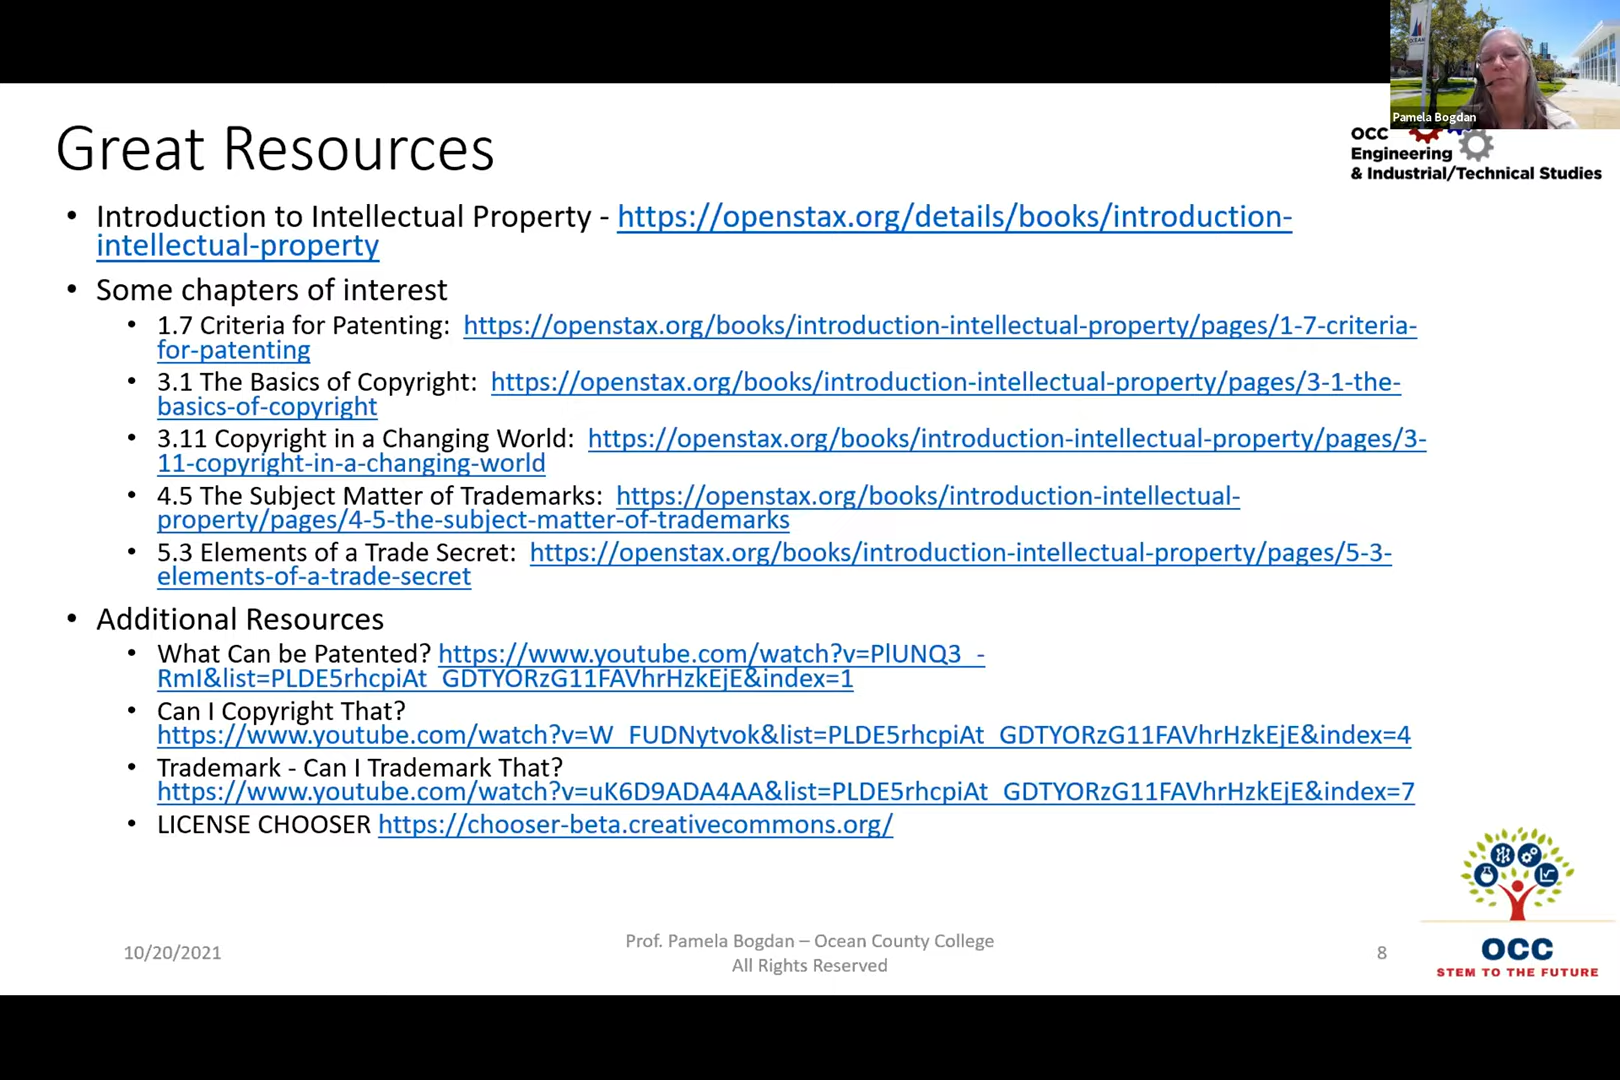 Pamela Bogdan
OCC
Engineering
& Industrial/Technical Studies
Great Resources
• Introduction to Intellectual Property - https://openstax.org/details/books/introduction-
intellectual-property
• Some chapters of interest
• 1.7 Criteria for Patenting: https://openstax.org/books/introduction-intellectual-property/pages/1-7-criteria-
for-patenting
• 3.1 The Basics of Copyright: https://openstax.org/books/introduction-intellectual-property/pages/3-1-the-
basics-of-copyright
• 3.11 Copyright in a Changing World: https://openstax.org/books/introduction-intellectual-property/pages/3-
11-copyright-in-a-changing-world
• 4.5 The Subject Matter of Trademarks: https://openstax.org/books/introduction-intellectual-
property/pages/4-5-the-subject-matter-of-trademarks
• 5.3 Elements of a Trade Secret: https://openstax.org/books/introduction-intellectual-property/pages/5-3-
elements-of-a-trade-secret
• Additional Resources
• What Can be Patented? https://www.youtube.com/watch?v=PlUNQ3_-
RmI&list=PLDE5rhcpiAt_GDTYORzG11FAVhrHzkEjE&index=1
• Can I Copyright That?
https://www.youtube.com/watch?v=W_FUDNytvok&list=PLDE5rhcpiAt_GDTYORzG11FAVhrHzkEjE&index=4
• Trademark - Can I Trademark That?
https://www.youtube.com/watch?v=uK6D9ADA4AA&list=PLDE5rhcpiAt_GDTYORzG11FAVhrHzkEjE&index=7
• LICENSE CHOOSER https://chooser-beta.creativecommons.org/
10/20/2021
Prof. Pamela Bogdan – Ocean County College
All Rights Reserved
8
OCC
STEM TO THE FUTURE